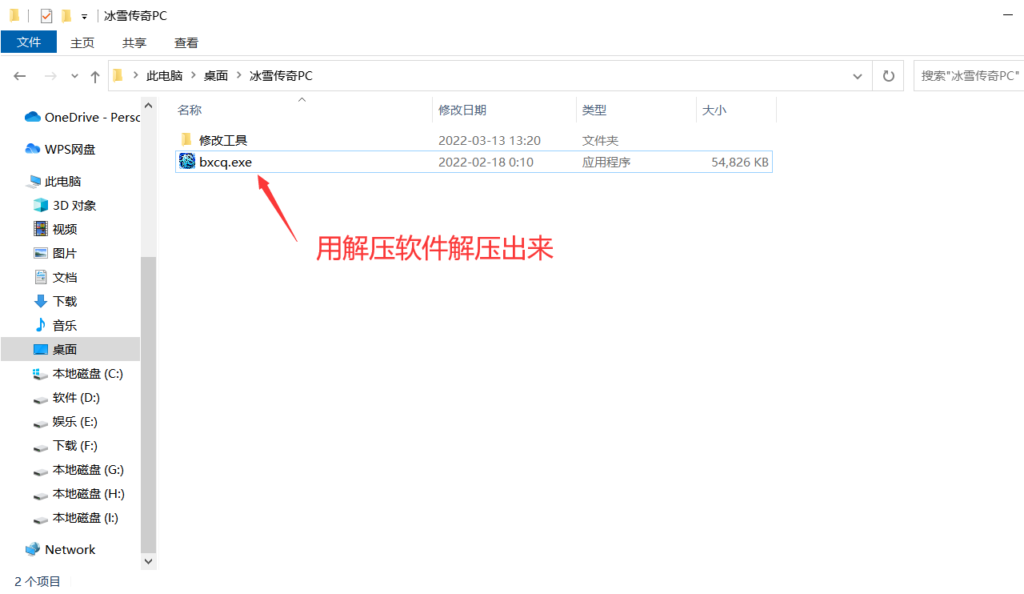 冰雪传奇PC
文件 主页 共享 查看
此电脑 桌面 冰雪传奇PC 搜索"冰雪传奇PC"
名称 修改日期 类型 大小
OneDrive - Perso
修改工具 2022-03-13 13:20 文件夹
WPS网盘
bxcq.exe 2022-02-18 0:10 应用程序 54,826 KB
此电脑
3D 对象
视频
用解压软件解压出来
图片
文档
下载
音乐
桌面
本地磁盘 (C:)
软件 (D:)
娱乐 (E:)
下载 (F:)
本地磁盘 (G:)
本地磁盘 (H:)
本地磁盘 (I:)
Network
2 个项目